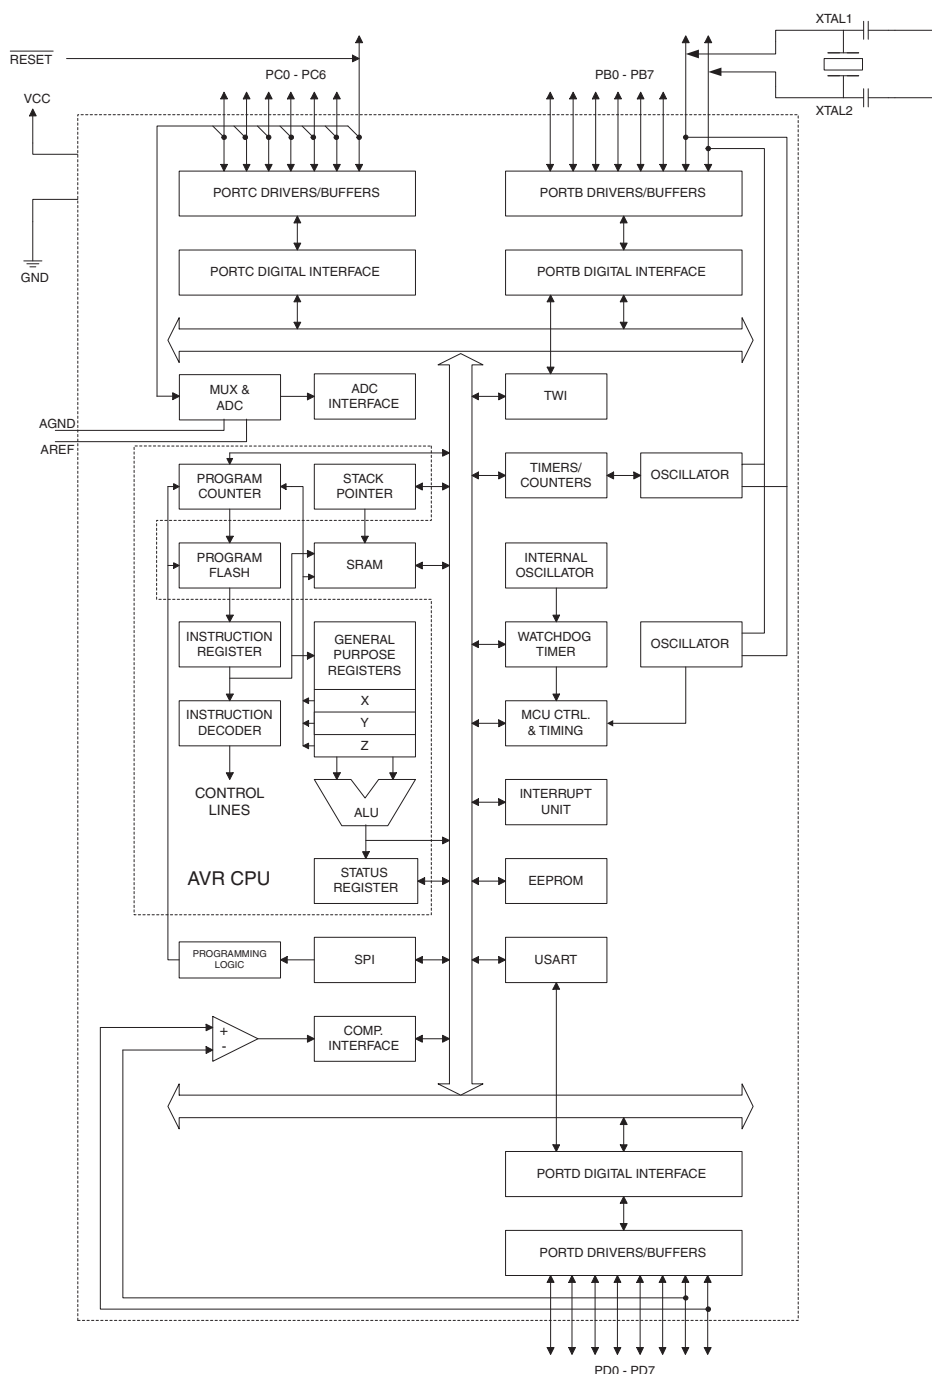 XTAL1
RESET
PC0 - PC6
PB0 - PB7
VCC
XTAL2
PORTC DRIVERS/BUFFERS
PORTB DRIVERS/BUFFERS
PORTC DIGITAL INTERFACE
PORTB DIGITAL INTERFACE
GND
MUX &
ADC
ADC
INTERFACE
TWI
AGND
AREF
PROGRAM
COUNTER
STACK
POINTER
TIMERS/
COUNTERS
OSCILLATOR
PROGRAM
FLASH
SRAM
INTERNAL
OSCILLATOR
INSTRUCTION
REGISTER
GENERAL
PURPOSE
REGISTERS
WATCHDOG
TIMER
OSCILLATOR
X
INSTRUCTION
DECODER
Y
MCU CTRL.
& TIMING
Z
CONTROL
LINES
ALU
INTERRUPT
UNIT
AVR CPU
STATUS
REGISTER
EEPROM
PROGRAMMING
LOGIC
SPI
USART
+
-
COMP.
INTERFACE
PORTD DIGITAL INTERFACE
PORTD DRIVERS/BUFFERS
PD0 - PD7